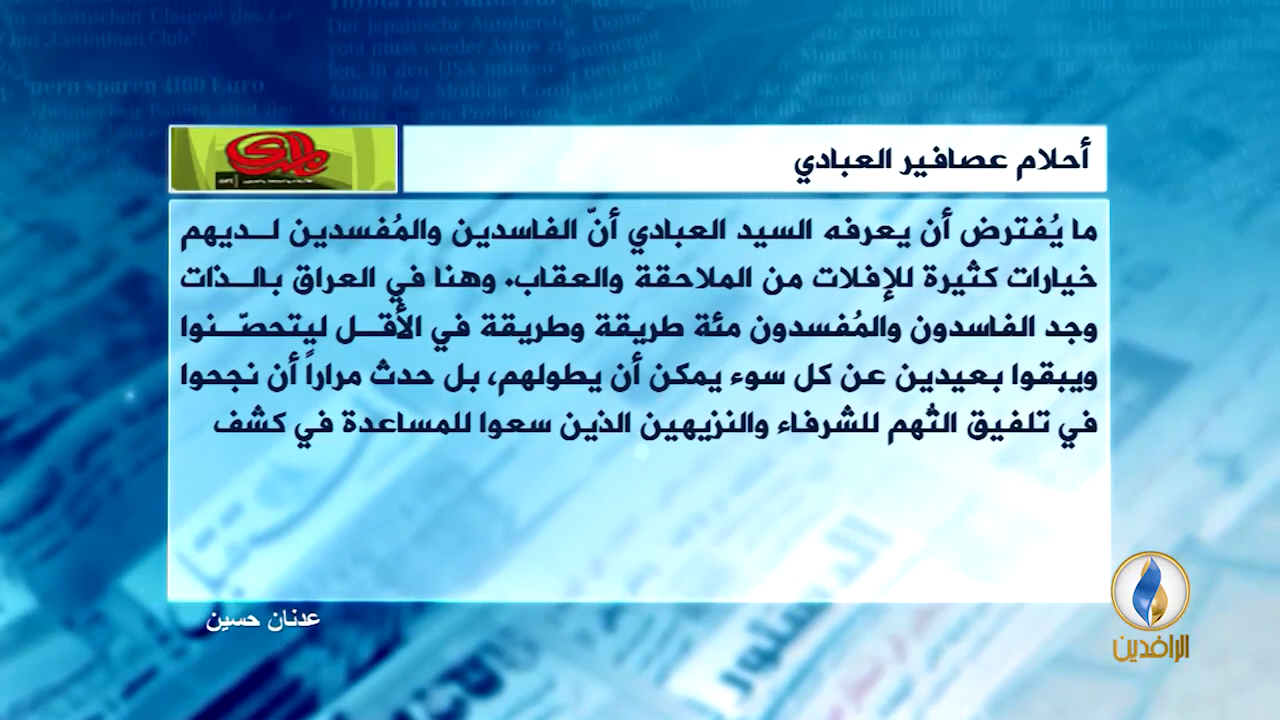 أحلام عصافير العبادي
ما يُفترض أن يعرفه السيد العبادي أنّ الفاسدين والمُفسدين لـديهم
خيارات كثيرة للإفلات من الملاحقة والعقاب. وهنا في العراق بالـذات
وجد الفاسدون والمُفسدون مئة طريقة وطريقة في الأقـل ليتحصّـنوا
ويبقوا بعيدين عن كل سوء يمكن أن يطولهم، بل حدث مراراً أن نجحوا
في تلفيق التُهم للشرفاء والنزيهين الذين سعوا للمساعدة في كشف
عدنان حسين
الرافدين
الدستور